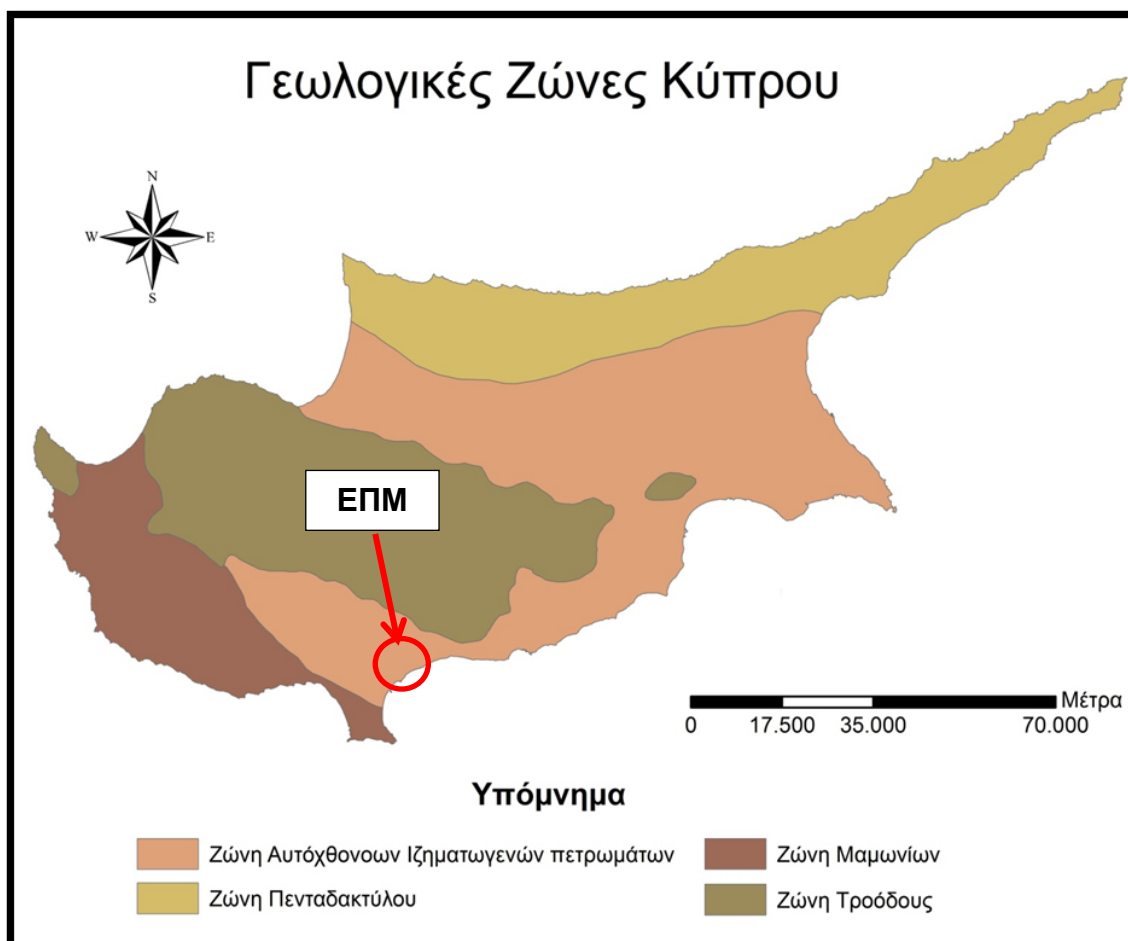 Γεωλογικές Ζώνες Κύπρου
N
W E
S
ΕΠΜ
Μέτρα
0 17.500 35.000 70.000
Υπόμνημα
Ζώνη Αυτόχθονοων Ιζηματωγενών πετρωμάτων
Ζώνη Μαμωνίων
Ζώνη Πενταδακτύλου
Ζώνη Τροόδους